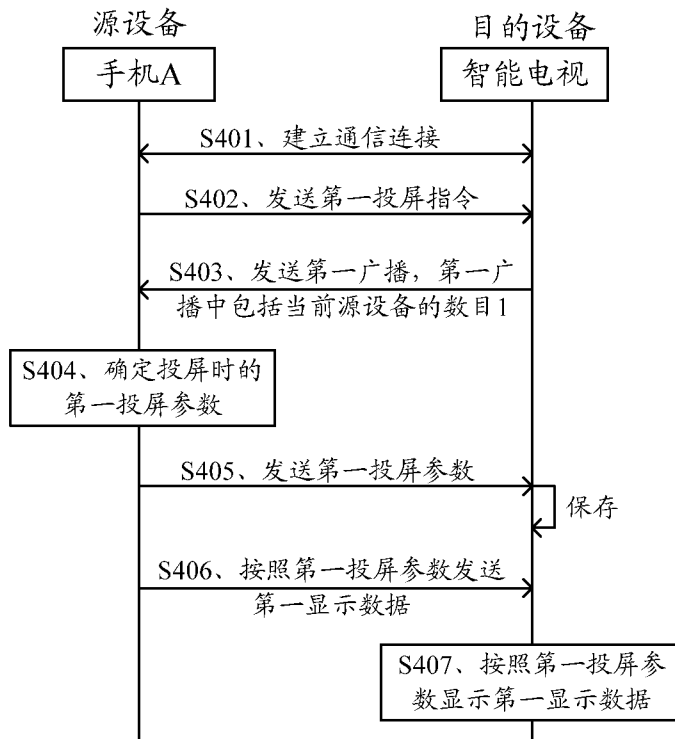 源设备
目的设备
手机A
智能电视
S401、建立通信连接
S402、发送第一投屏指令
S403、发送第一广播，第一广
播中包括当前源设备的数目1
S404、确定投屏时的
第一投屏参数
S405、发送第一投屏参数
保存
S406、按照第一投屏参数发送
第一显示数据
S407、按照第一投屏参
数显示第一显示数据